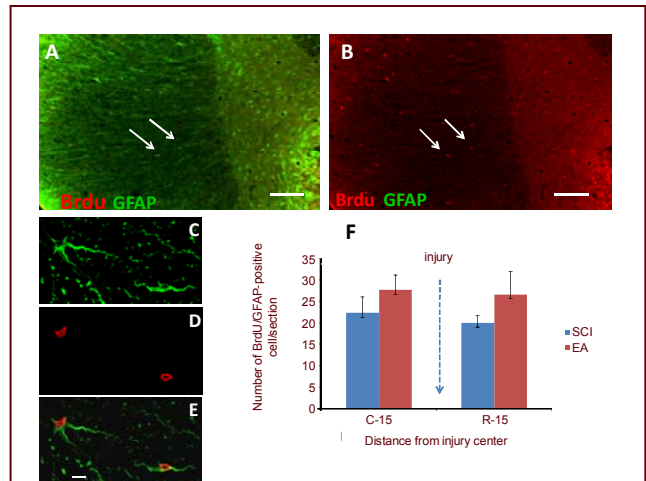 A
Brdu GFAP
B
Brdu GFAP
C
D
E
F
Number of BrdU/GFAP-positive
cell/section
35
30
25
20
15
10
5
0
injury
SCI
EA
C-15
R-15
Distance from injury center